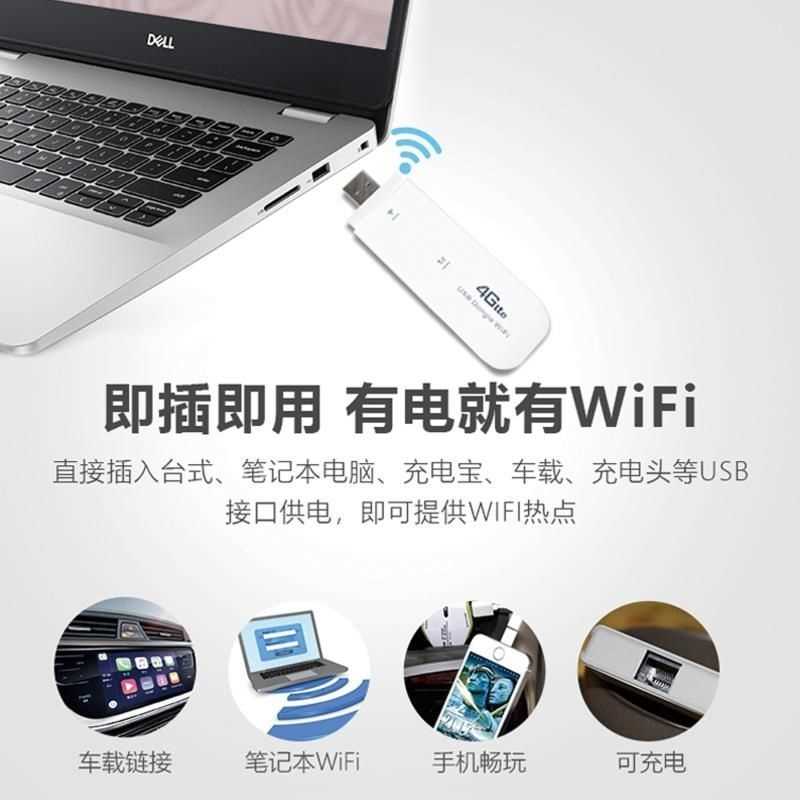 DELL
4Glte
USB Dongle WiFi
即插即用 有电就有WiFi
直接插入台式、笔记本电脑、充电宝、车载、充电头等USB
接口供电，即可提供WIFI热点
车载链接
笔记本WiFi
手机畅玩
可充电